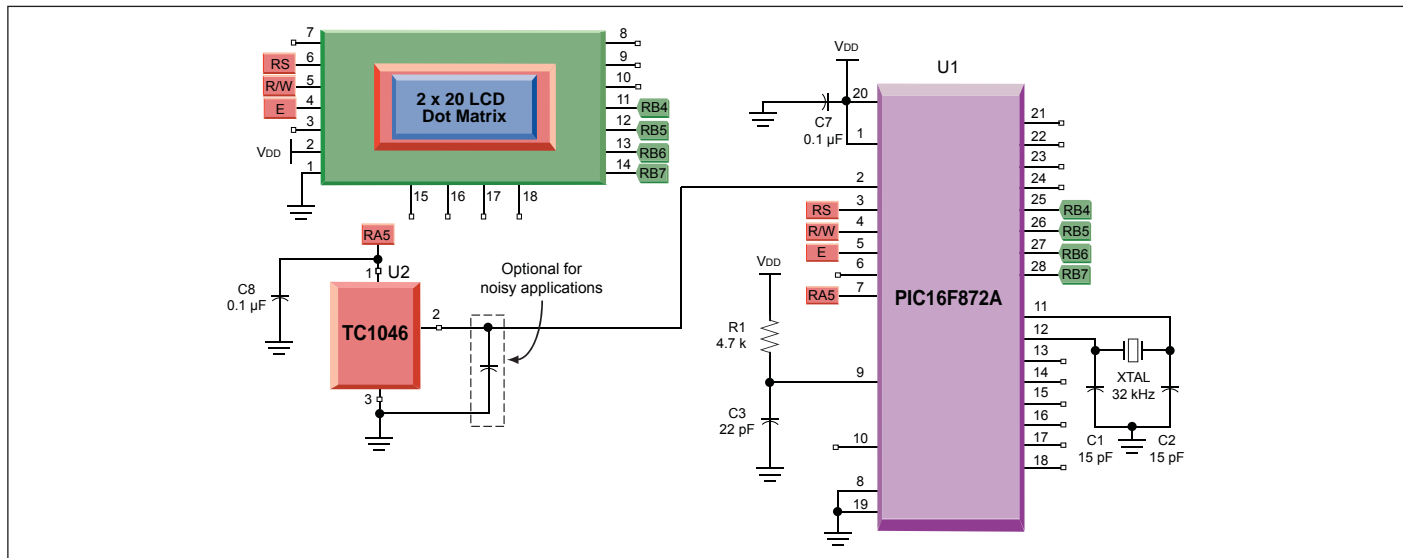 7
RS 6
R/W 5
E 4
3
VDD 2
1
2 x 20 LCD
Dot Matrix
8
9
10
11 RB4
12 RB5
13 RB6
14 RB7
15 16 17 18
RA5
1 U2
C8
0.1 µF
TC1046
2
3
Optional for
noisy applications
VDD
C7
0.1 µF
U1
20
1
2
RS 3
R/W 4
E 5
6
RA5 7
VDD
R1
4.7 k
9
C3
22 pF
10
8
19
PIC16F872A
21
22
23
24
25 RB4
26 RB5
27 RB6
28 RB7
11
12
13
14
15
16
17
18
XTAL
32 kHz
C1
15 pF
C2
15 pF